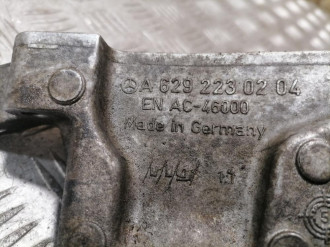 A 629 223 02 04
EN AC-46000
Made in Germany